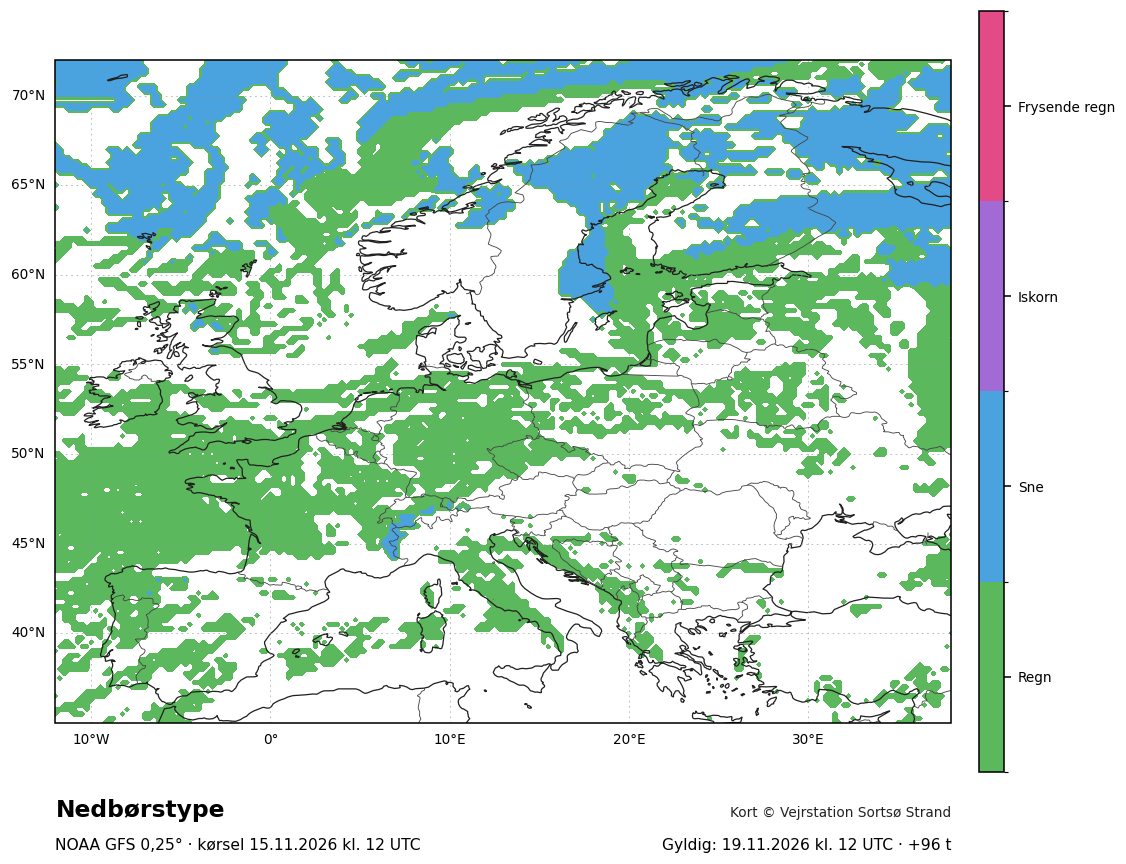 70°N
65°N
60°N
55°N
50°N
45°N
40°N
10°W
0°
10°E
20°E
30°E
Frysende regn
Iskorn
Sne
Regn
Nedbørstype
Kort © Vejrstation Sortsø Strand
NOAA GFS 0,25° · kørsel 15.11.2026 kl. 12 UTC
Gyldig: 19.11.2026 kl. 12 UTC · +96 t